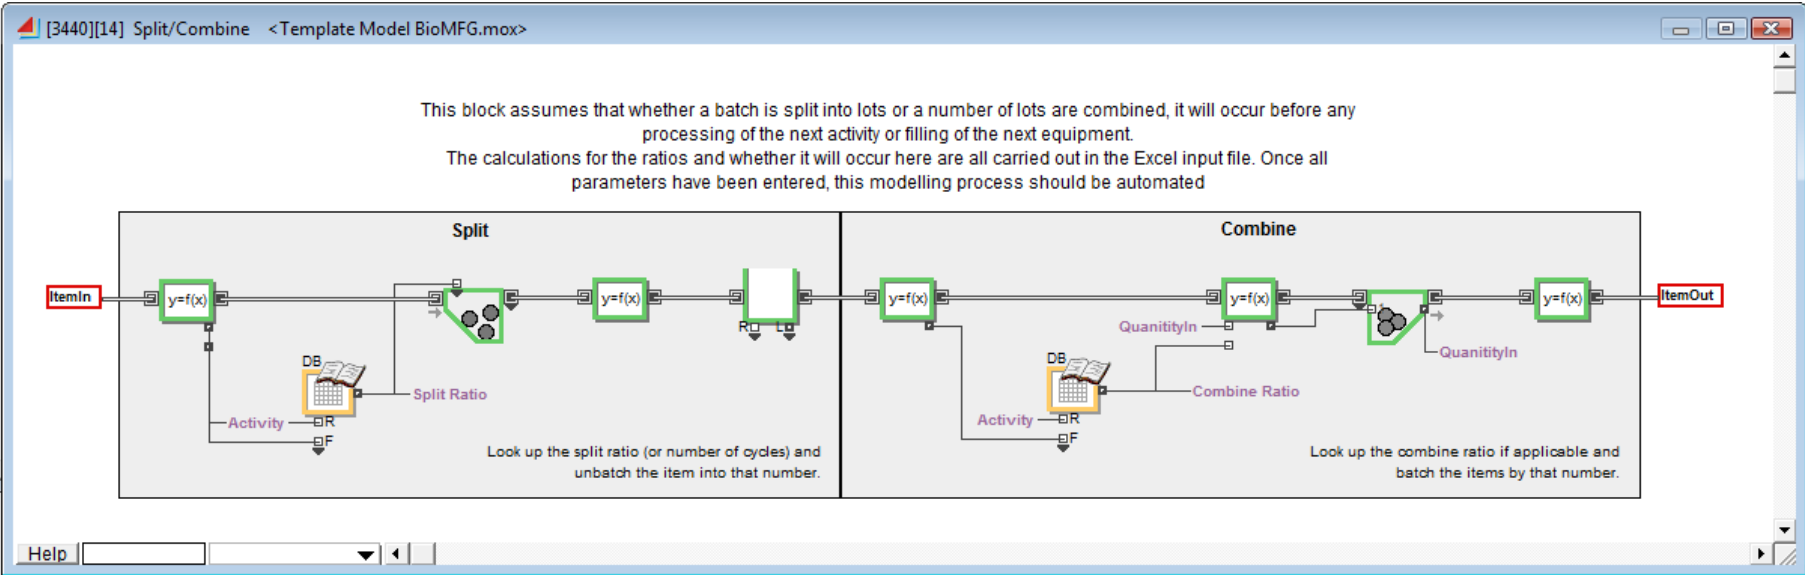 [3440][14] Split/Combine <Template Model BioMFG.mox>
This block assumes that whether a batch is split into lots or a number of lots are combined, it will occur before any
processing of the next activity or filling of the next equipment.
The calculations for the ratios and whether it will occur here are all carried out in the Excel input file. Once all
parameters have been entered, this modelling process should be automated
Split
Combine
ItemIn
y=f(x)
y=f(x)
y=f(x)
y=f(x)
y=f(x)
ItemOut
R
L
QuanitityIn
QuanitityIn
DB
Split Ratio
Activity
R
F
DB
Combine Ratio
Activity
R
F
Look up the split ratio (or number of cycles) and
unbatch the item into that number.
Look up the combine ratio if applicable and
batch the items by that number.
Help